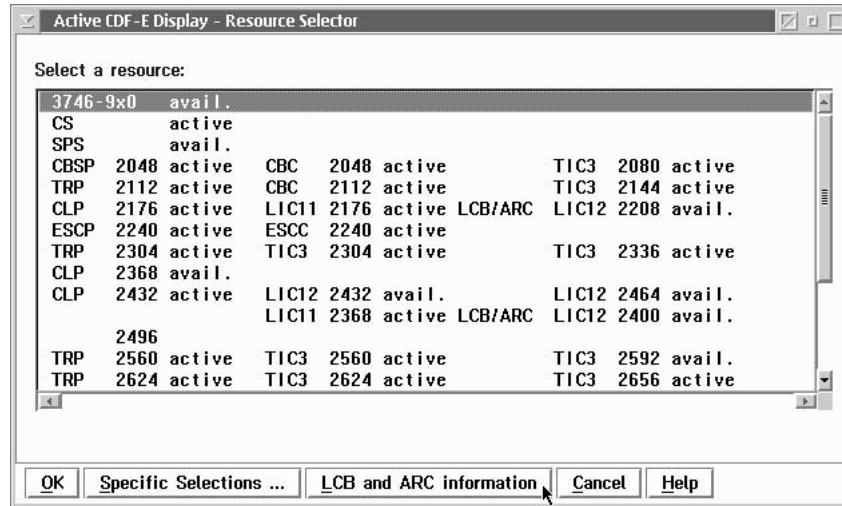 Active CDF-E Display - Resource Selector
Select a resource:
3746-9x0 avail.
CS active
SPS avail.
CBSP 2048 active CBC 2048 active TIC3 2080 active
TRP 2112 active CBC 2112 active TIC3 2144 active
CLP 2176 active LIC11 2176 active LCB/ARC LIC12 2208 avail.
ESCP 2240 active ESCC 2240 active
TRP 2304 active TIC3 2304 active TIC3 2336 active
CLP 2368 avail.
CLP 2432 active LIC12 2432 avail. LIC12 2464 avail.
LIC11 2368 active LCB/ARC LIC12 2400 avail.
2496
TRP 2560 active TIC3 2560 active TIC3 2592 avail.
TRP 2624 active TIC3 2624 active TIC3 2656 active
OK Specific Selections ... LCB and ARC information Cancel Help